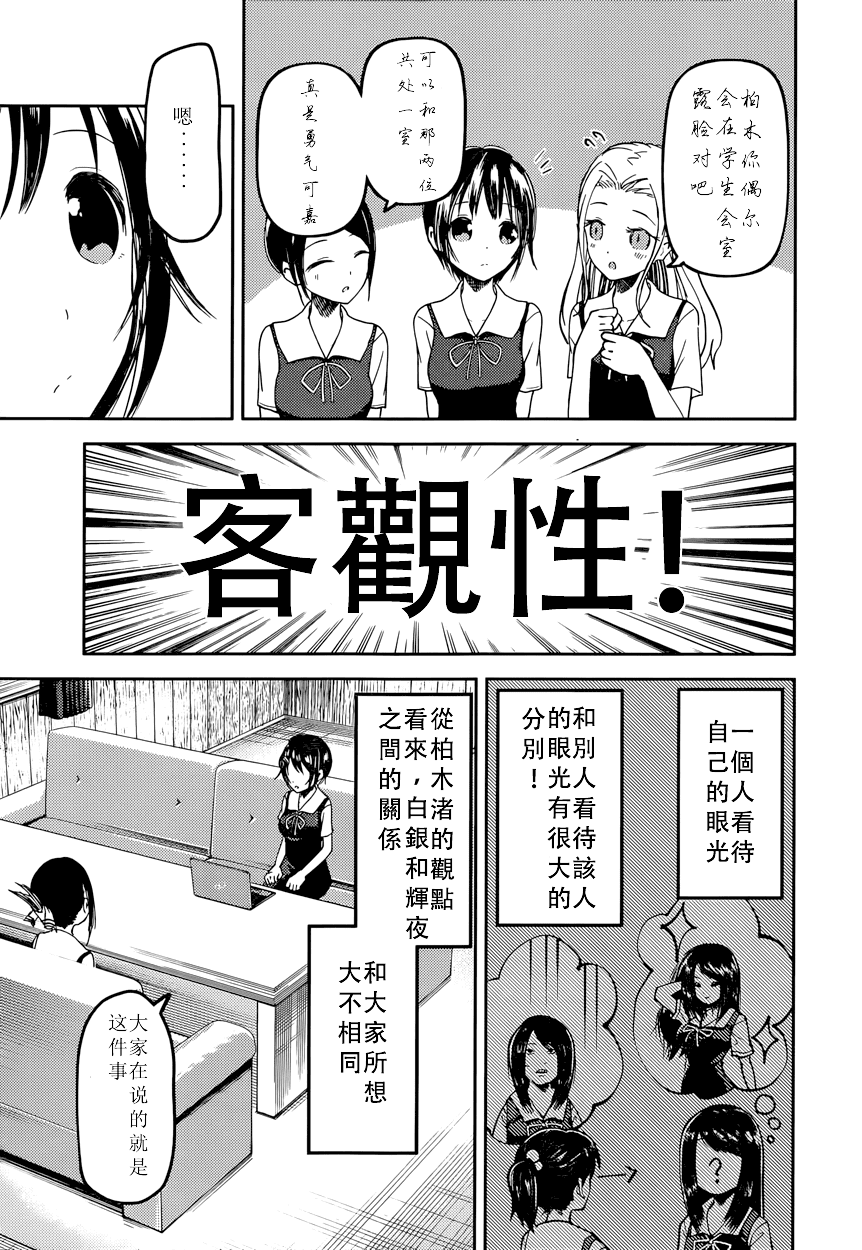 柏木你偶尔
会在学生会室
露脸对吧
可以和那两位
共处一室
真是勇气可嘉
嗯……
客觀性!
一個人看待
自己的眼光
和別人看待該人
的眼光有很大的
分別!
從柏木渚的觀點
看來,白銀和輝夜
之間的關係
和大家所想
大不相同
大家在说的就是
这件事
?